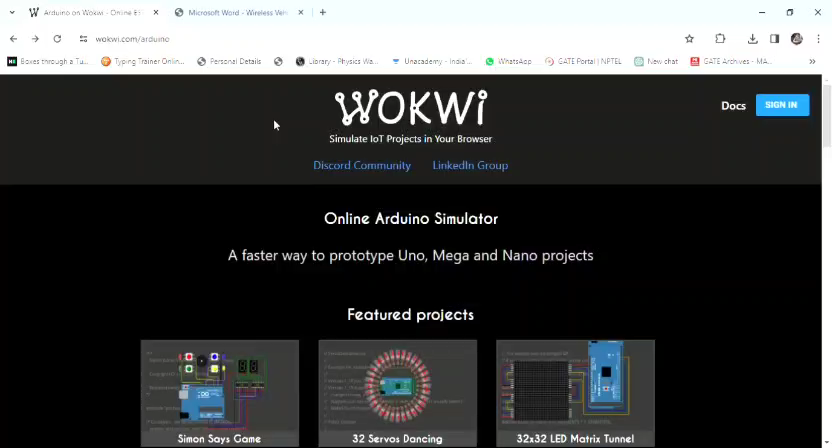 Arduino on Wokwi - Online E
Microsoft Word - Wireless Ver
wokwi.com/arduino
Boxes through a Tu...
Typing Trainer Onlin...
Personal Details
Library - Physics Wa...
Unacademy - India'...
WhatsApp
GATE Portal | NPTEL
New chat
GATE Archives - MA...
WOKWi
Simulate IoT Projects in Your Browser
Docs
SIGN IN
Discord Community
LinkedIn Group
Online Arduino Simulator
A faster way to prototype Uno, Mega and Nano projects
Featured projects
Simon Says Game
32 Servos Dancing
32x32 LED Matrix Tunnel